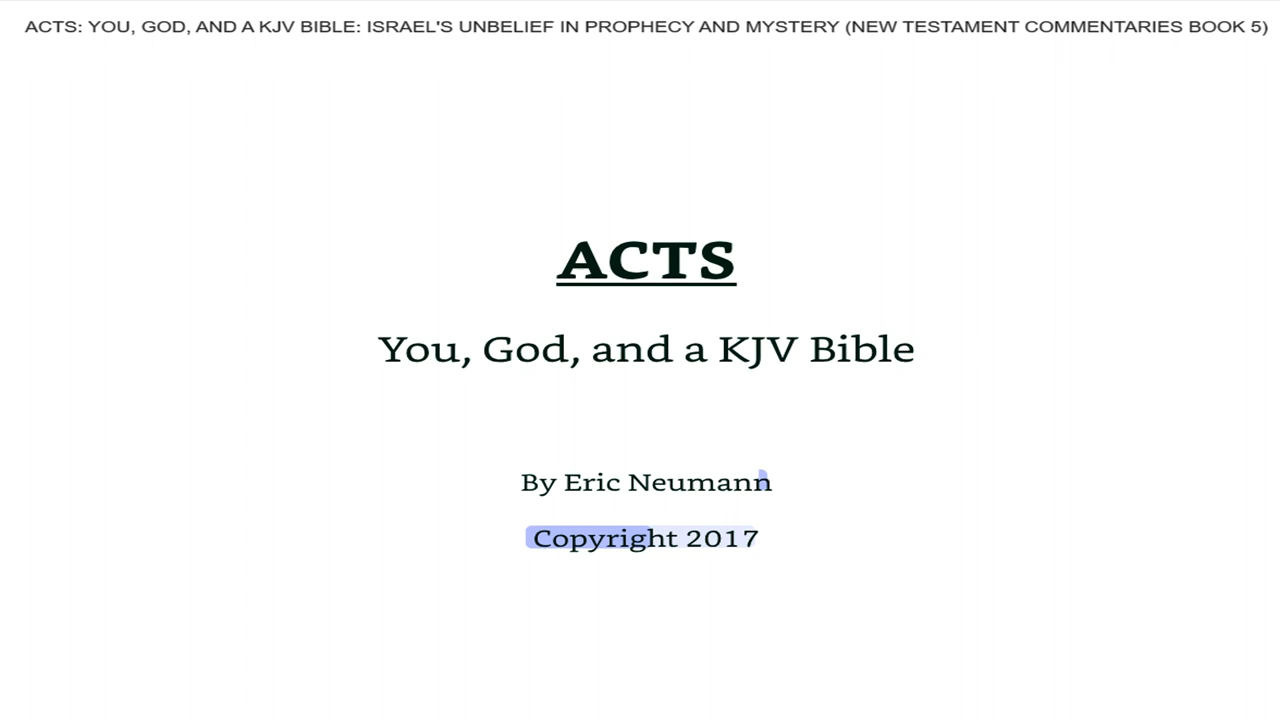 ACTS: YOU, GOD, AND A KJV BIBLE: ISRAEL'S UNBELIEF IN PROPHECY AND MYSTERY (NEW TESTAMENT COMMENTARIES BOOK 5)
ACTS
You, God, and a KJV Bible
By Eric Neumann
Copyright 2017